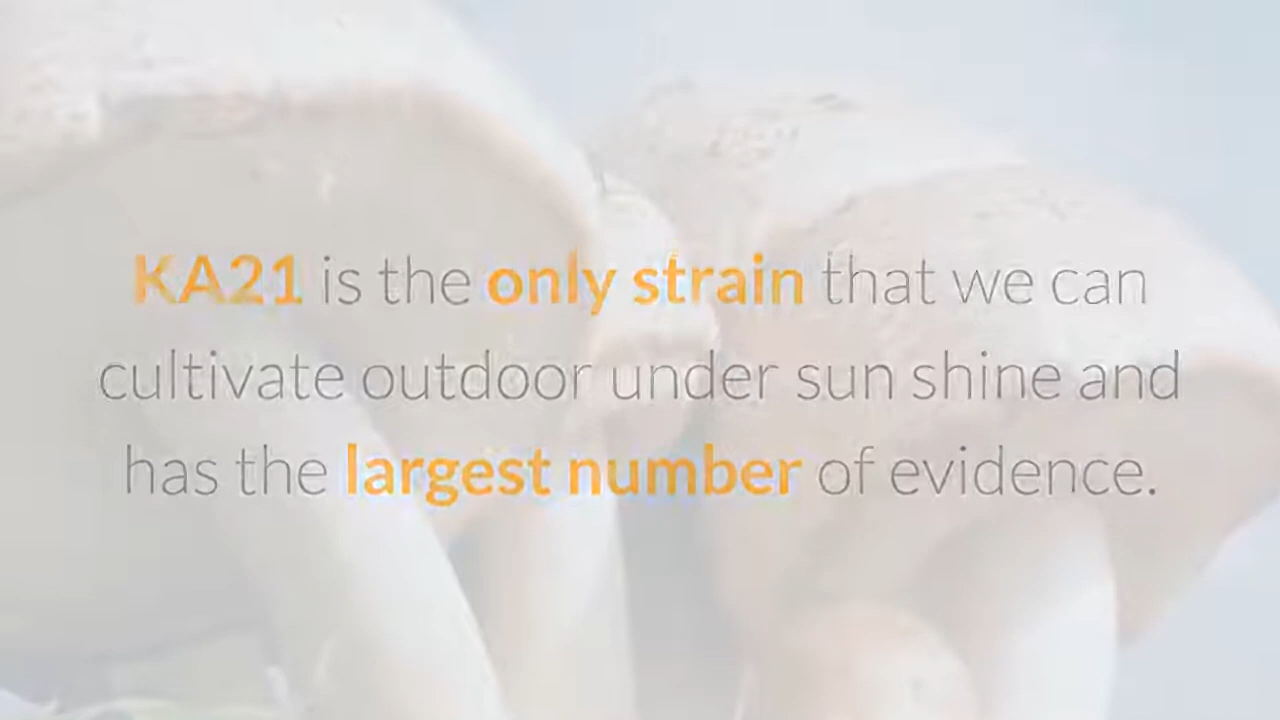 KA21 is the only strain that we can
cultivate outdoor under sun shine and
has the largest number of evidence.